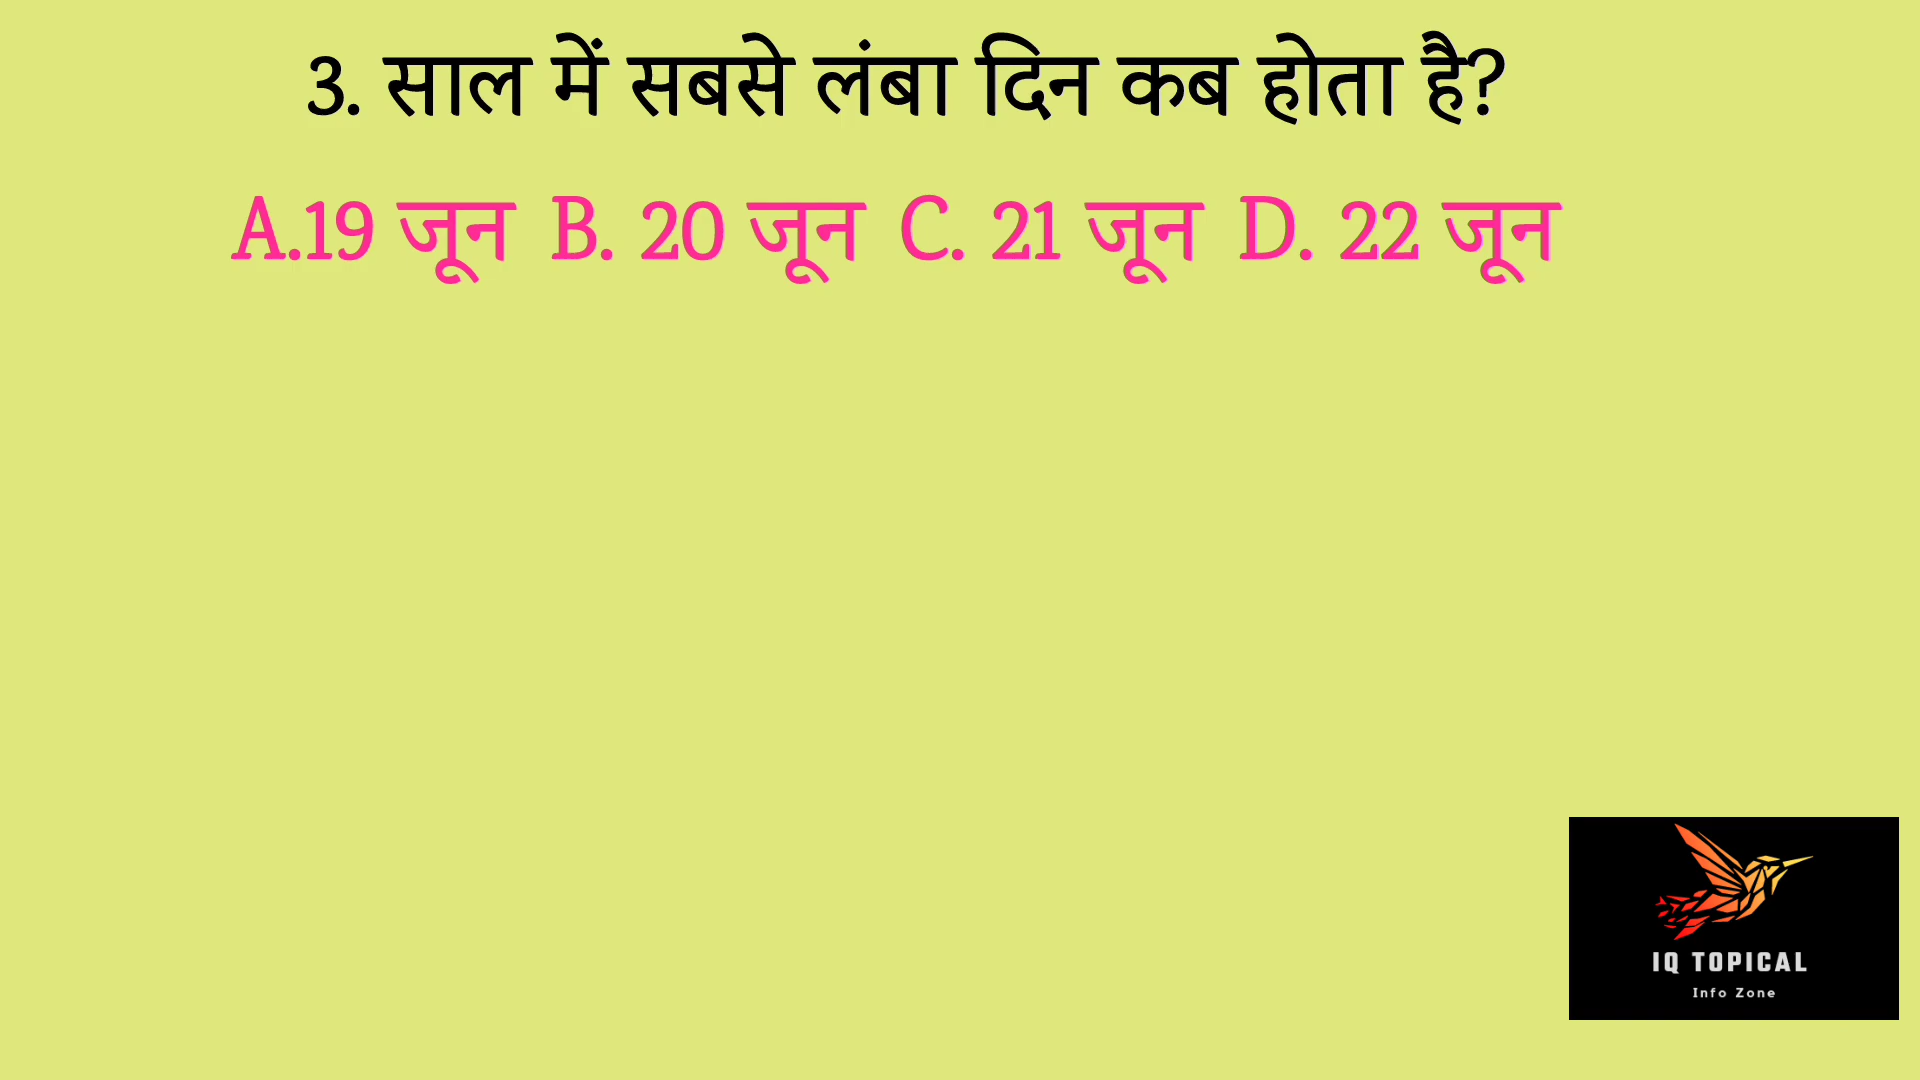 3. साल में सबसे लंबा दिन कब होता है?
A.19 जून B. 20 जून C. 21 जून D. 22 जून
IQ TOPICAL
Info Zone